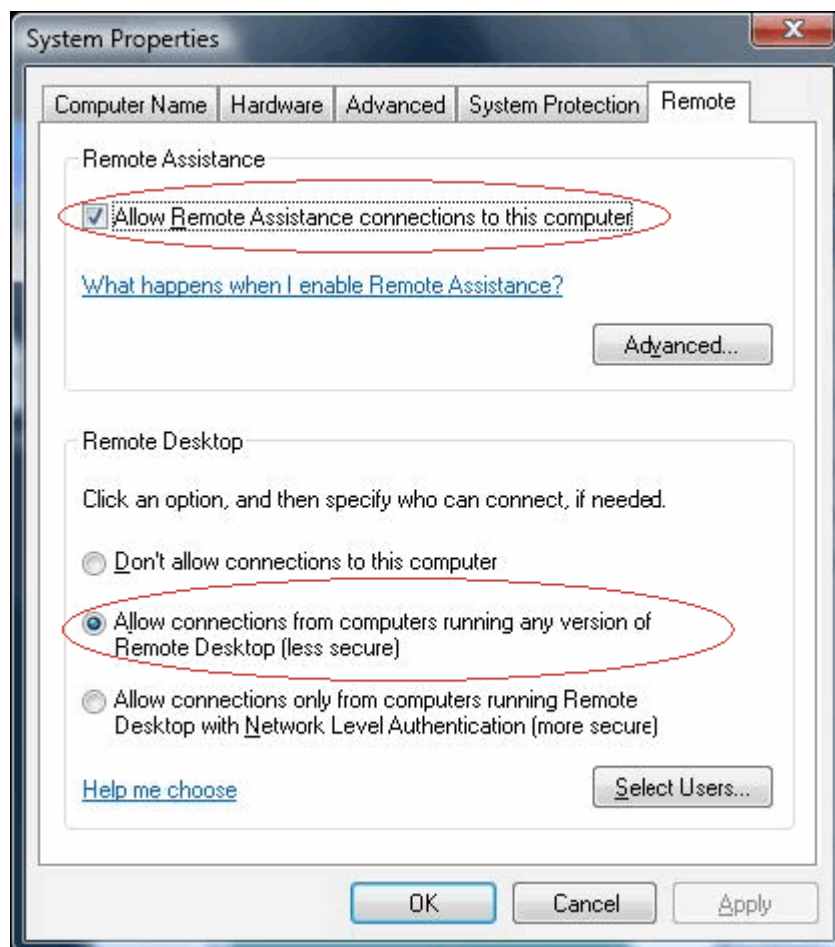 System Properties
Computer Name Hardware Advanced System Protection Remote
Remote Assistance
Allow Remote Assistance connections to this computer
What happens when I enable Remote Assistance?
Advanced...
Remote Desktop
Click an option, and then specify who can connect, if needed.
Don't allow connections to this computer
Allow connections from computers running any version of
Remote Desktop (less secure)
Allow connections only from computers running Remote
Desktop with Network Level Authentication (more secure)
Help me choose
Select Users...
OK Cancel Apply